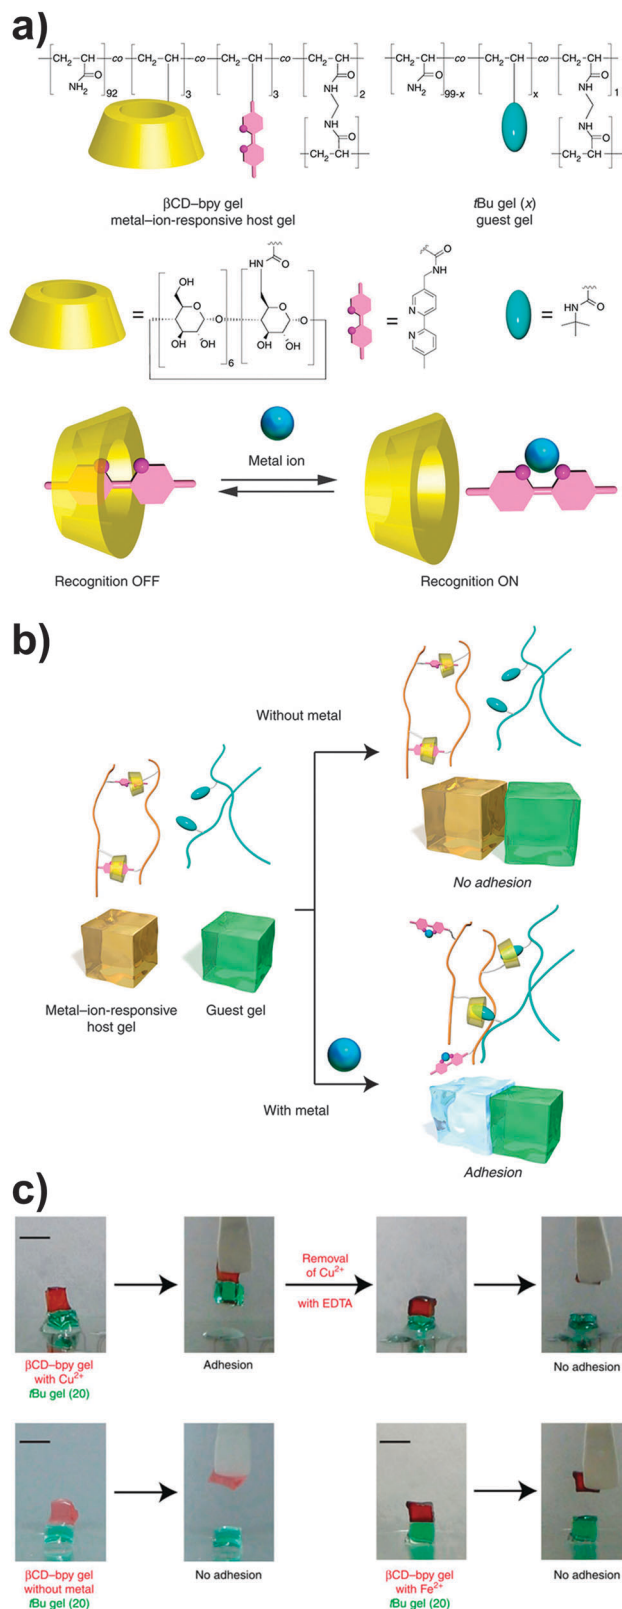 a)
CH2 CH co CH2 CH co CH2 CH co CH2 CH
CH2 CH co CH2 CH co CH2 CH
O
NH2
92
3
3
O
2
NH
NH
O
CH2 CH
O
NH2
99-x
x
O
1
NH
NH
O
CH2 CH
βCD–bpy gel
metal–ion-responsive host gel
tBu gel (x)
guest gel
=
HO
O
OH
OH
6
HN
O
O
OH
OH
O
=
HN
O
N
N
=
HN
O
Metal ion
Recognition OFF
Recognition ON
b)
Without metal
No adhesion
Metal–ion-responsive
host gel
Guest gel
With metal
Adhesion
c)
Removal
of Cu2+
with EDTA
βCD–bpy gel
with Cu2+
tBu gel (20)
Adhesion
No adhesion
βCD–bpy gel
without metal
tBu gel (20)
No adhesion
βCD–bpy gel
with Fe2+
tBu gel (20)
No adhesion